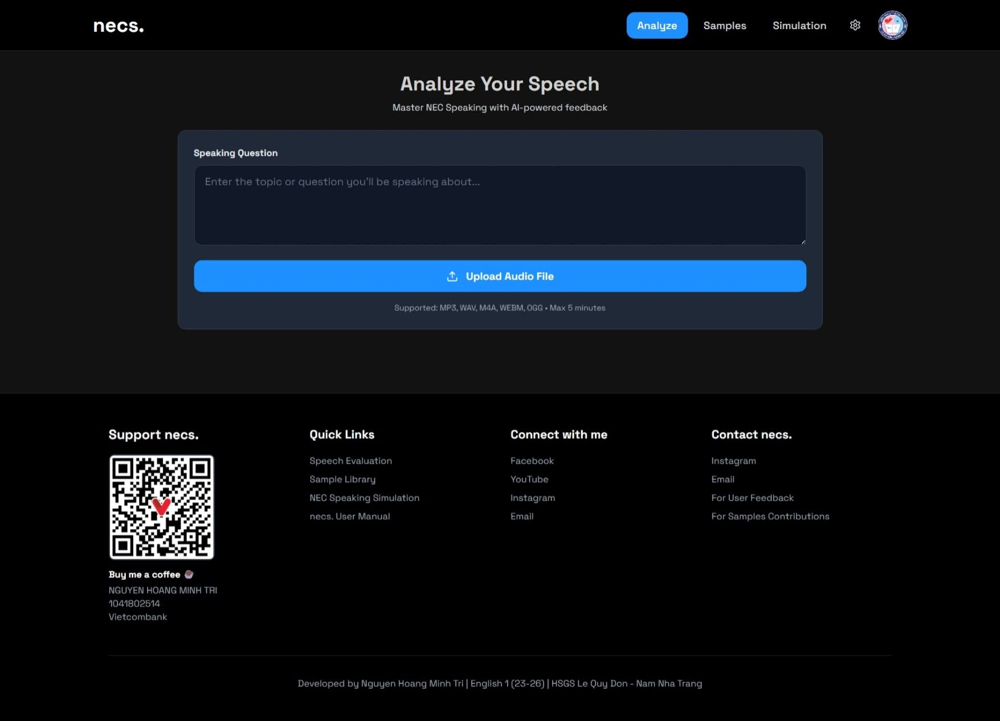 necs.
Analyze
Samples
Simulation
Analyze Your Speech
Master NEC Speaking with AI-powered feedback
Speaking Question
Enter the topic or question you'll be speaking about...
Upload Audio File
Supported: MP3, WAV, M4A, WEBM, OGG • Max 5 minutes
Support necs.
Buy me a coffee ☕
NGUYEN HOANG MINH TRI
1041802514
Vietcombank
Quick Links
Speech Evaluation
Sample Library
NEC Speaking Simulation
necs. User Manual
Connect with me
Facebook
YouTube
Instagram
Email
Contact necs.
Instagram
Email
For User Feedback
For Samples Contributions
Developed by Nguyen Hoang Minh Tri | English 1 (23-26) | HSGS Le Quy Don - Nam Nha Trang